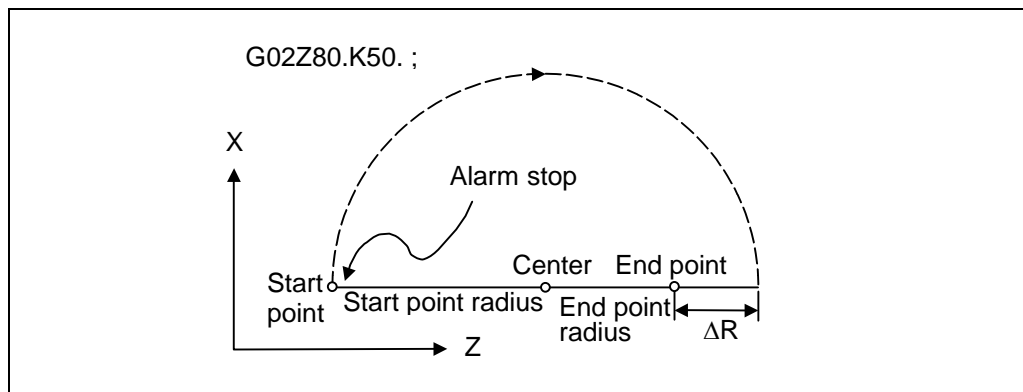 G02Z80.K50. ;
X
Alarm stop
Start
point
Start point radius
Center
End point
End point
radius
ΔR
Z